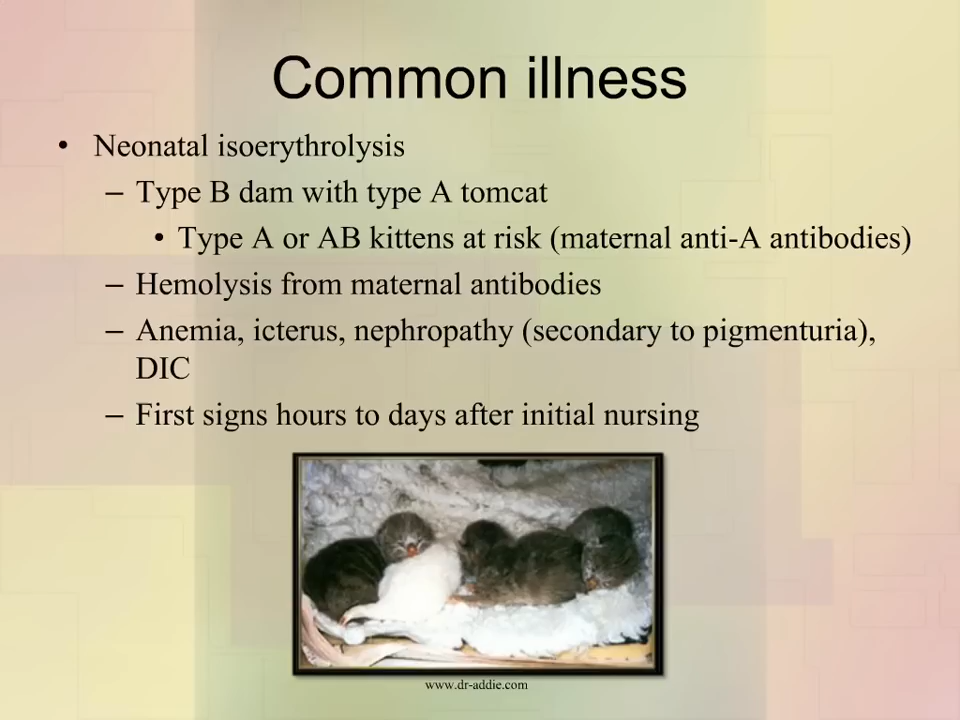 Common illness
• Neonatal isoerythrolysis
– Type B dam with type A tomcat
• Type A or AB kittens at risk (maternal anti-A antibodies)
– Hemolysis from maternal antibodies
– Anemia, icterus, nephropathy (secondary to pigmenturia),
DIC
– First signs hours to days after initial nursing
www.dr-addie.com